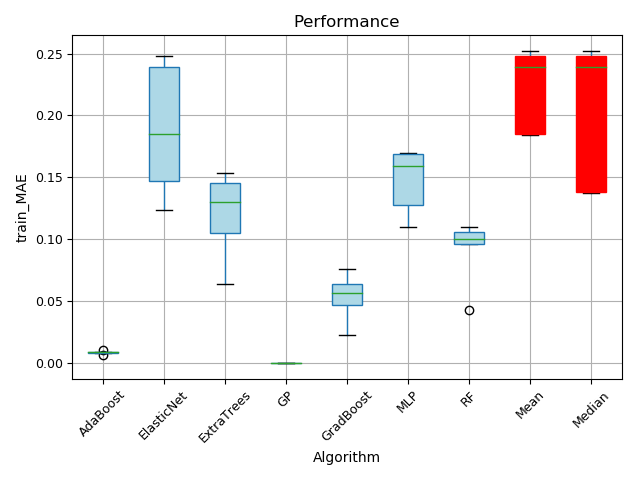 Performance
train_MAE
0.25
0.20
0.15
0.10
0.05
0.00
AdaBoost
ElasticNet
ExtraTrees
GP
GradBoost
MLP
RF
Mean
Median
Algorithm